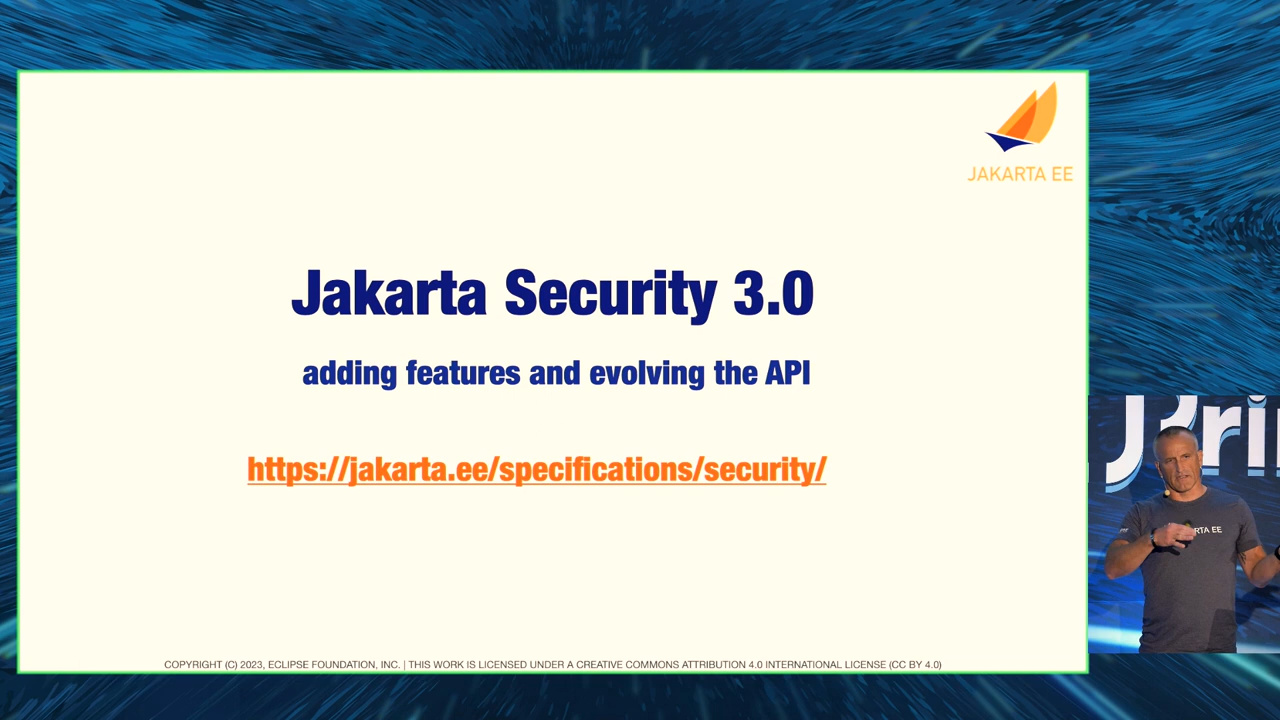 JAKARTA EE
Jakarta Security 3.0
adding features and evolving the API
https://jakarta.ee/specifications/security/
COPYRIGHT (C) 2023, ECLIPSE FOUNDATION, INC. | THIS WORK IS LICENSED UNDER A CREATIVE COMMONS ATTRIBUTION 4.0 INTERNATIONAL LICENSE (CC BY 4.0)